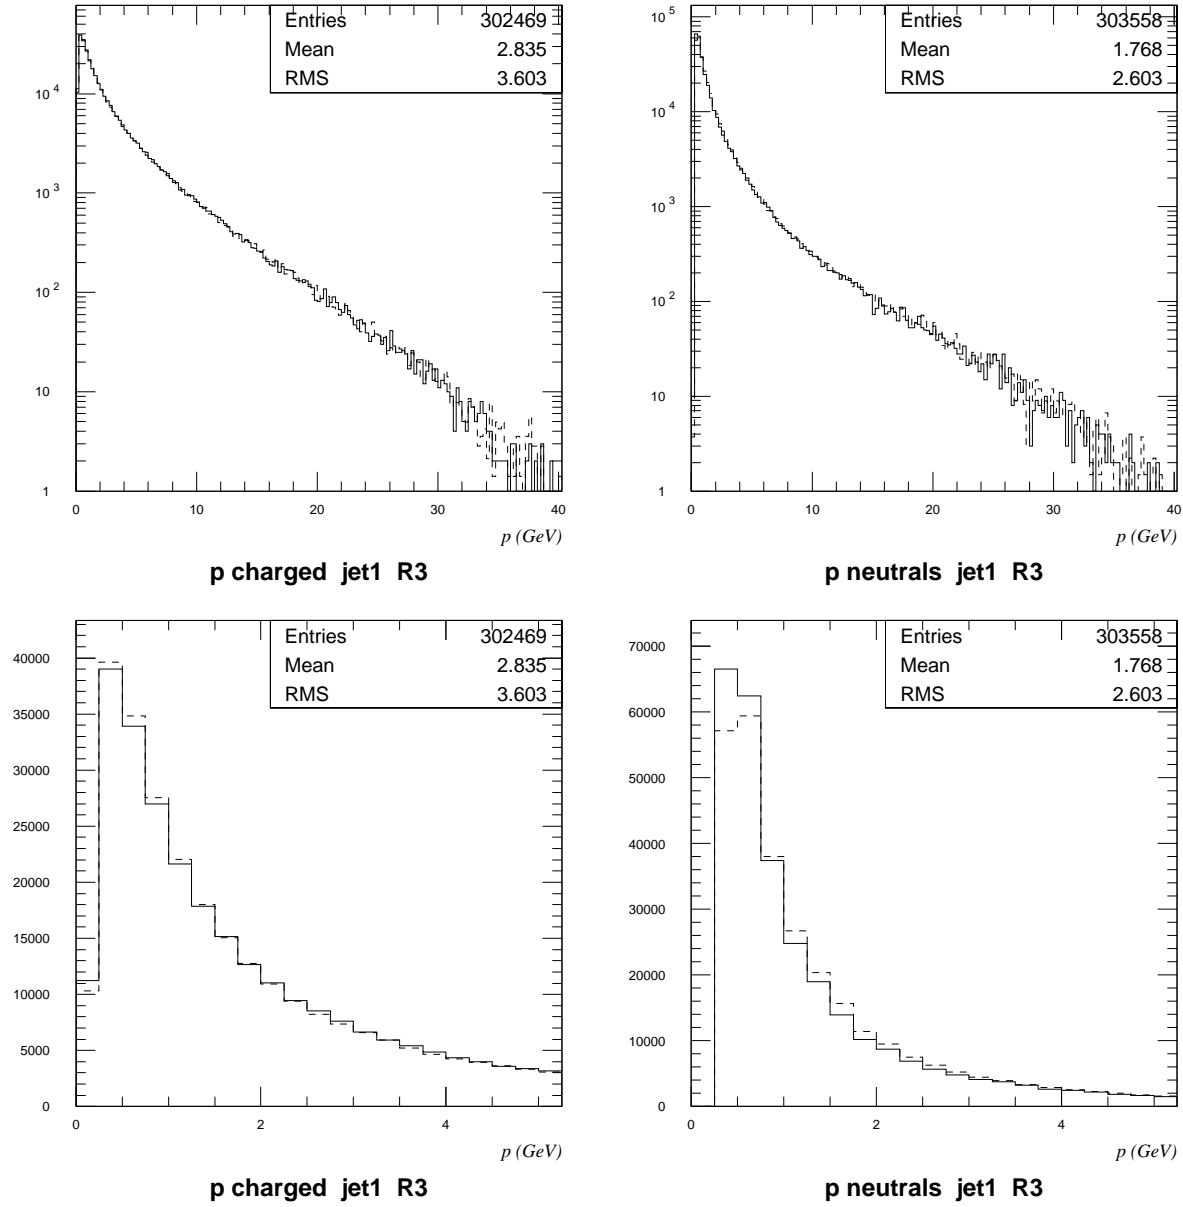 Entries 302469
Mean 2.835
RMS 3.603
10^4
10^3
10^2
10
1
0 10 20 30 40
p (GeV)
p charged jet1 R3
Entries 303558
Mean 1.768
RMS 2.603
10^5
10^4
10^3
10^2
10
1
0 10 20 30 40
p (GeV)
p neutrals jet1 R3
Entries 302469
Mean 2.835
RMS 3.603
40000
35000
30000
25000
20000
15000
10000
5000
0
0 2 4
p (GeV)
p charged jet1 R3
Entries 303558
Mean 1.768
RMS 2.603
70000
60000
50000
40000
30000
20000
10000
0
0 2 4
p (GeV)
p neutrals jet1 R3